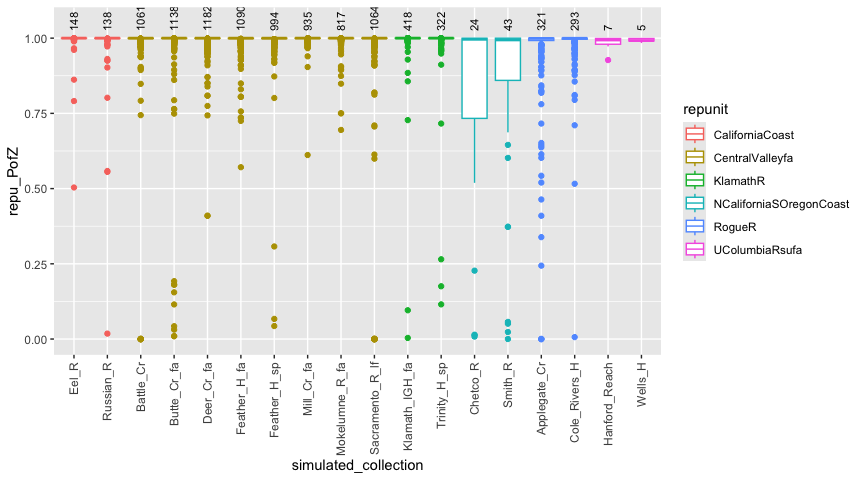 148
138
1061
1138
1182
1090
994
935
817
1064
418
322
24
43
321
293
7
5
1.00
0.75
0.50
0.25
0.00
repu_PofZ
Eel_R
Russian_R
Battle_Cr
Butte_Cr_fa
Deer_Cr_fa
Feather_H_fa
Feather_H_sp
Mill_Cr_fa
Mokelumne_R_fa
Sacramento_R_lf
Klamath_IGH_fa
Trinity_H_sp
Chetco_R
Smith_R
Applegate_Cr
Cole_Rivers_H
Hanford_Reach
Wells_H
simulated_collection
repunit
CaliforniaCoast
CentralValleyfa
KlamathR
NCaliforniaSOregonCoast
RogueR
UColumbiaRsufa